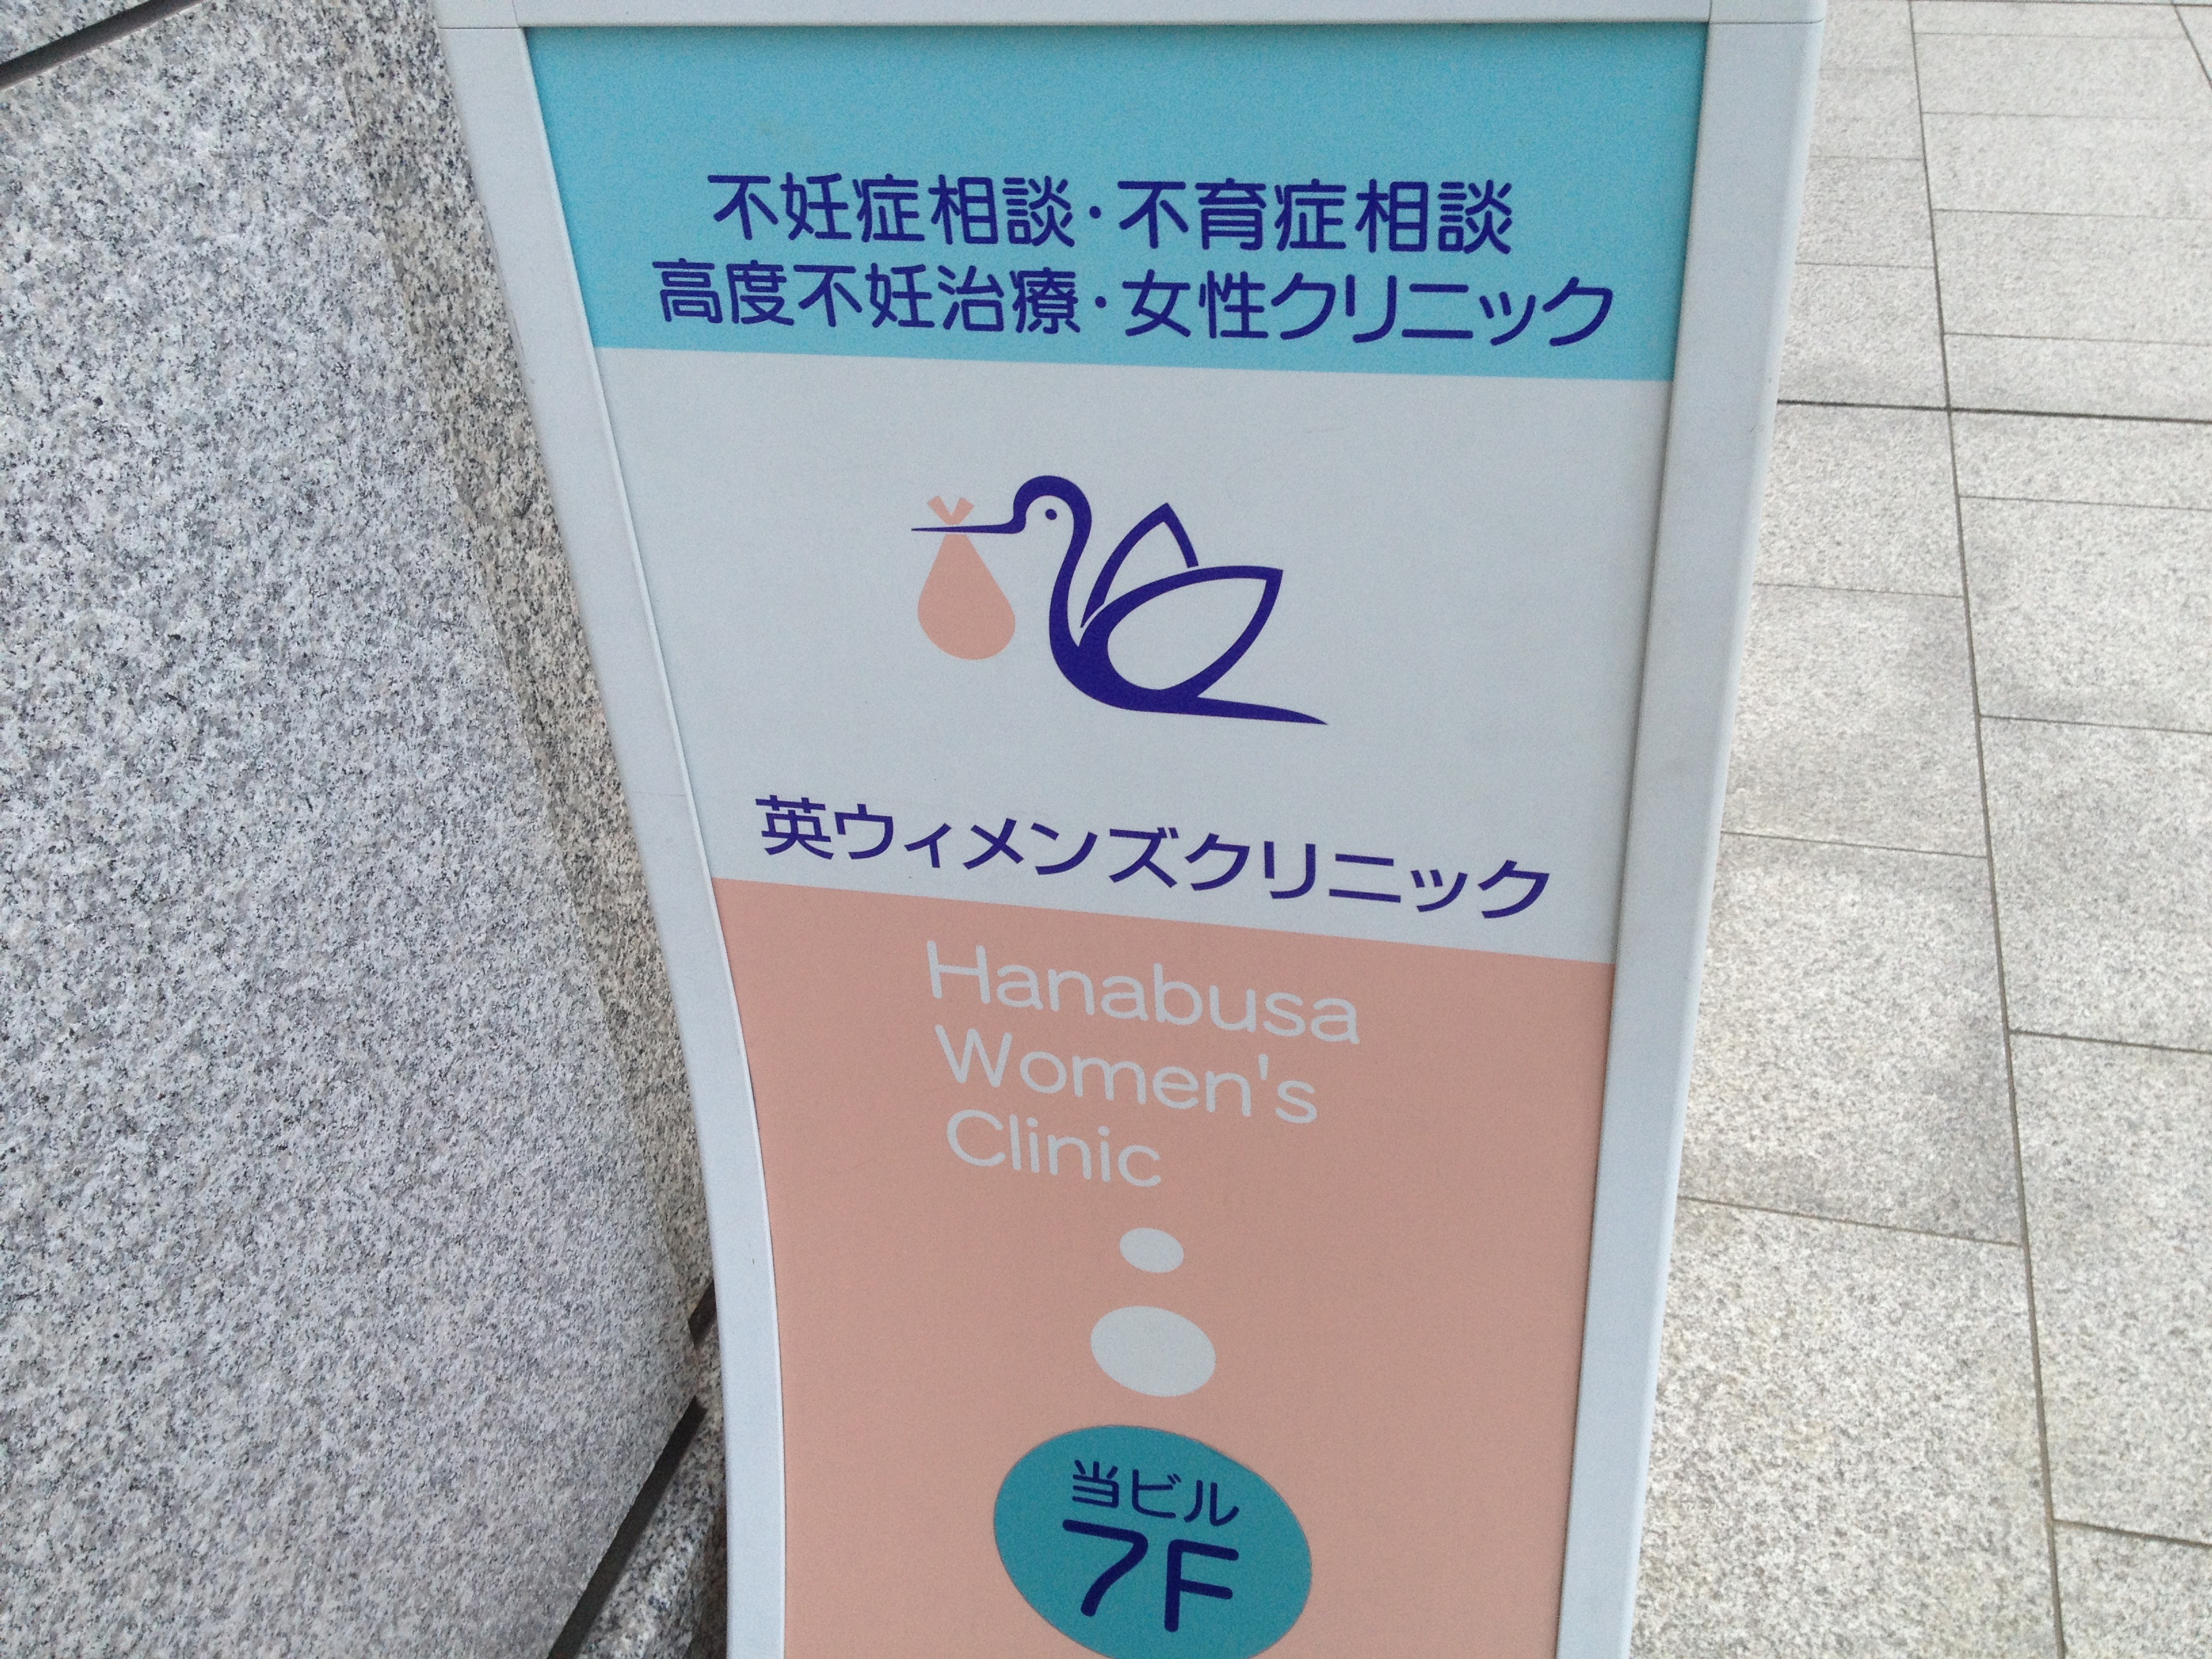 不妊症相談・不育症相談
高度不妊治療・女性クリニック
英ウィメンズクリニック
Hanabusa
Women's
Clinic
当ビル
7F